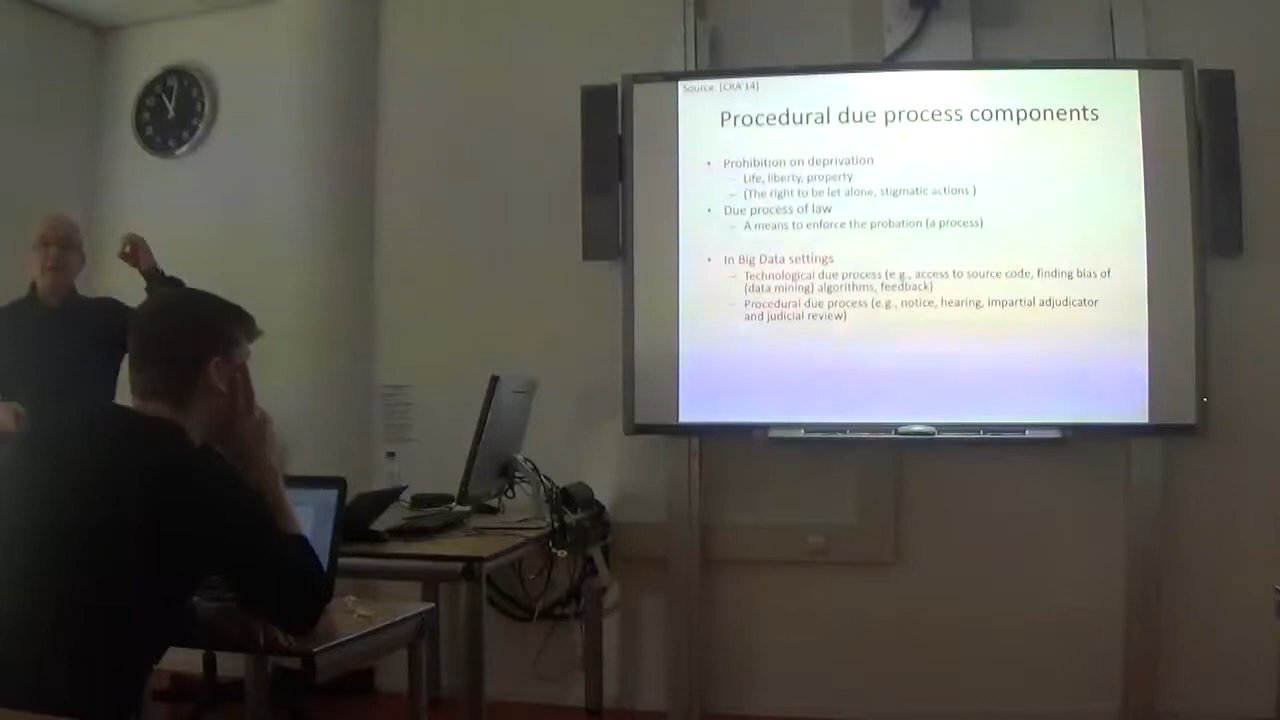 Source: [CRA'14]
Procedural due process components
• Prohibition on deprivation
– Life, liberty, property
– (The right to be let alone, stigmatic actions )
• Due process of law
– A means to enforce the probation (a process)
• In Big Data settings
– Technological due process (e.g., access to source code, finding bias of
(data mining) algorithms, feedback)
– Procedural due process (e.g., notice, hearing, impartial adjudicator
and judicial review)